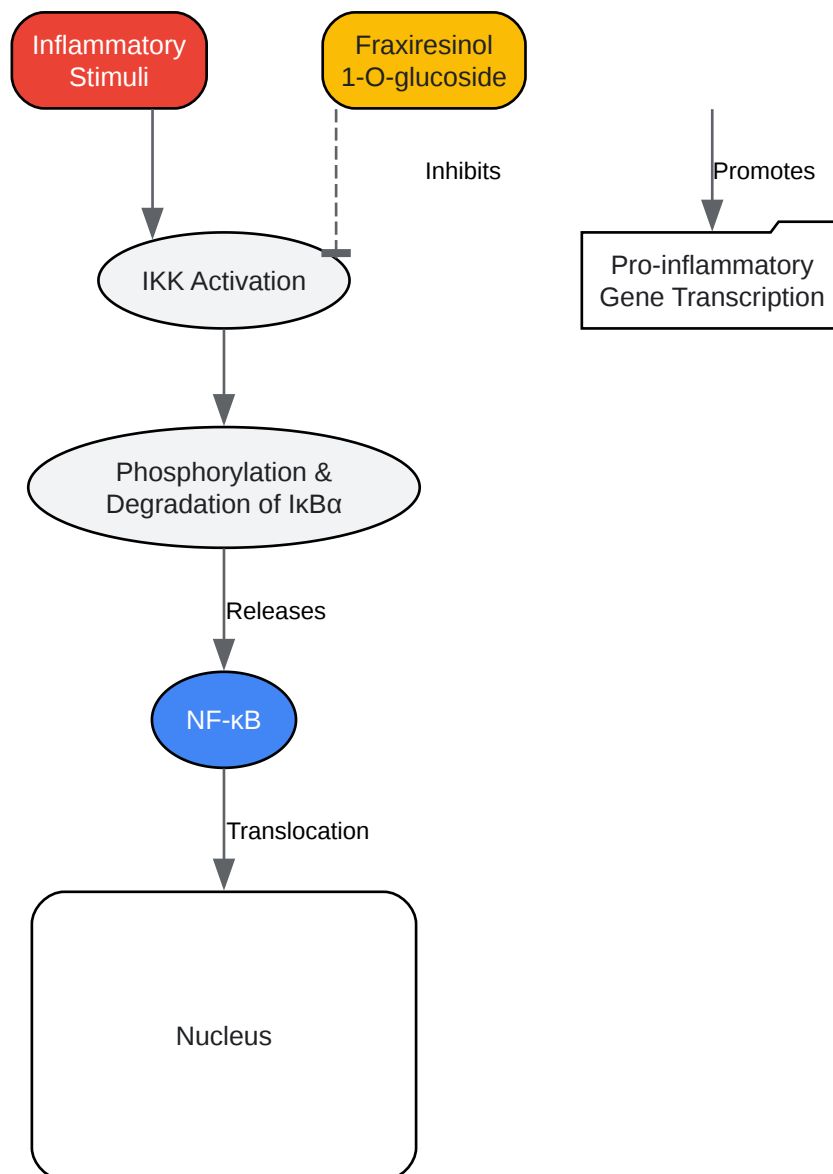 Inflammatory
Stimuli
Fraxiresinol
1-O-glucoside
Inhibits
Promotes
IKK Activation
Pro-inflammatory
Gene Transcription
Phosphorylation &
Degradation of IκBα
Releases
NF-κB
Translocation
Nucleus